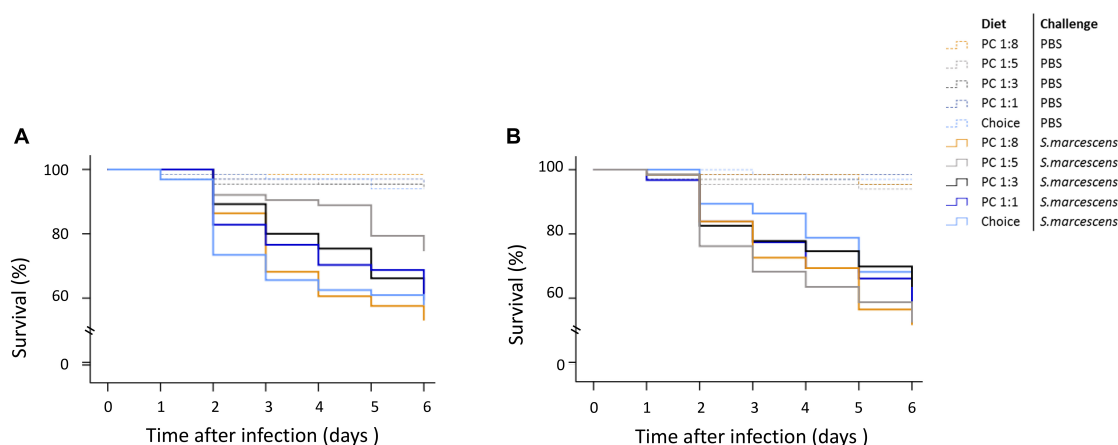 Diet Challenge
PC 1:8 PBS
PC 1:5 PBS
PC 1:3 PBS
PC 1:1 PBS
Choice PBS
PC 1:8 S.marcescens
PC 1:5 S.marcescens
PC 1:3 S.marcescens
PC 1:1 S.marcescens
Choice S.marcescens
A
Survival (%)
100
80
60
0
0 1 2 3 4 5 6
Time after infection (days )
B
Survival (%)
100
80
60
0
0 1 2 3 4 5 6
Time after infection (days )